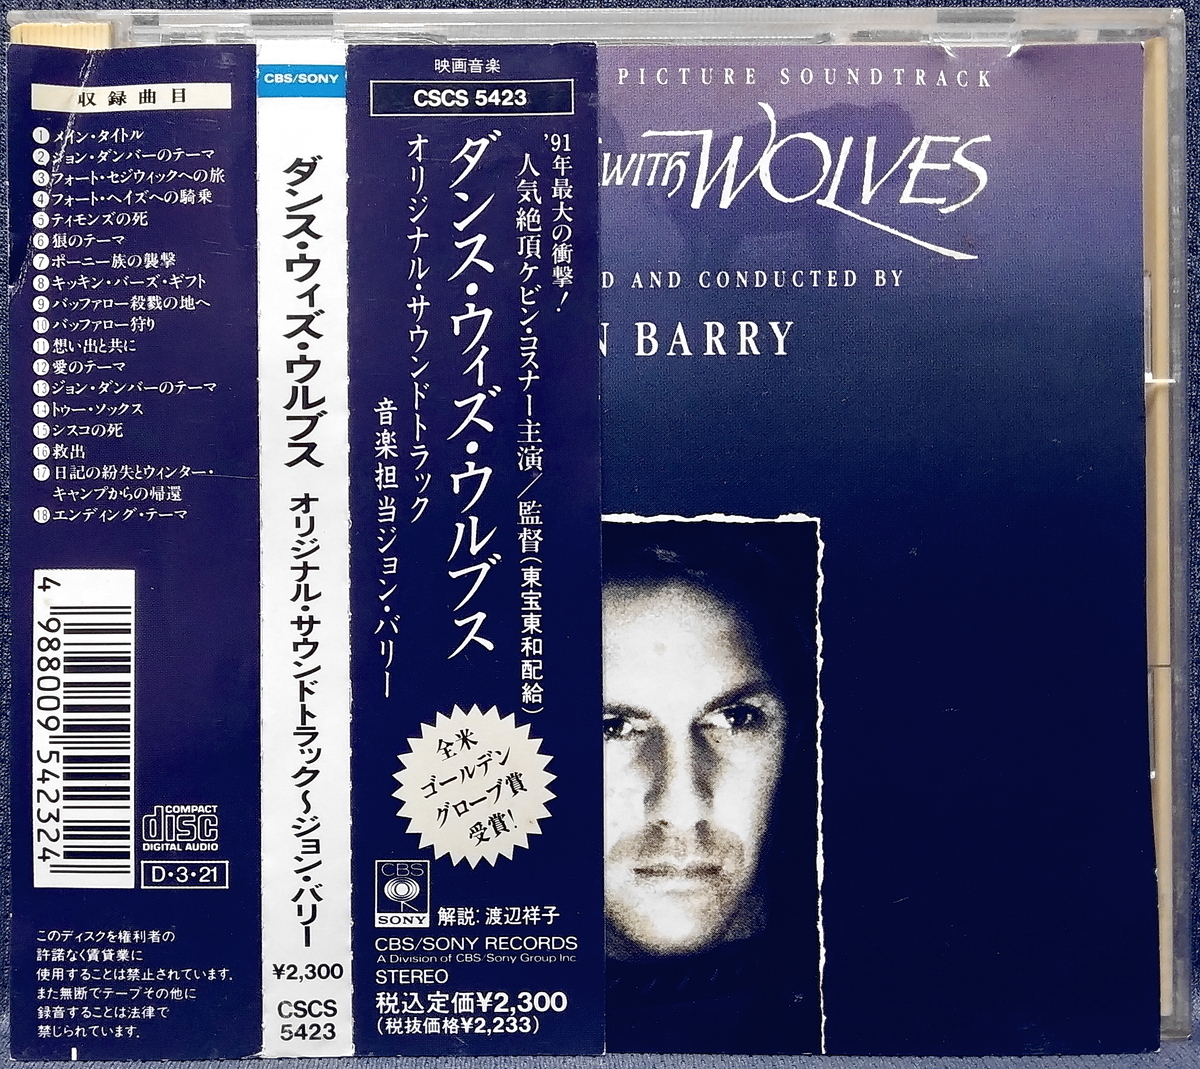 収録曲目
1 メイン・タイトル
2 ジョン・ダンバーのテーマ
3 フォート・セジウィックへの旅
4 フォート・ヘイズへの騎乗
5 ティモンズの死
6 狼のテーマ
7 ポーニー族の襲撃
8 キッキン・バーズ・ギフト
9 バッファロー殺戮の地へ
10 バッファロー狩り
11 想い出と共に
12 愛のテーマ
13 ジョン・ダンバーのテーマ
14 トゥー・ソックス
15 シスコの死
16 救出
17 日記の紛失とウィンター・
キャンプからの帰還
18 エンディング・テーマ
4 988009 542324
COMPACT
disc
DIGITAL AUDIO
D・3・21
このディスクを権利者の
許諾なく賃貸業に
使用することは禁止されています。
また無断でテープその他に
録音することは法律で
禁じられています。
CBS/SONY
ダンス・ウィズ・ウルブス オリジナル・サウンドトラック〜ジョン・バリー
¥2,300
CSCS
5423
映画音楽
CSCS 5423
'91年最大の衝撃!
人気絶頂ケビン・コスナー主演/監督(東宝東和配給)
ダンス・ウィズ・ウルブス
オリジナル・サウンドトラック
音楽担当ジョン・バリー
全米
ゴールデン
グローブ賞
受賞!
CBS
SONY
解説:渡辺祥子
CBS/SONY RECORDS
A Division of CBS/Sony Group Inc
STEREO
税込定価¥2,300
(税抜価格¥2,233)
PICTURE SOUNDTRACK
WITH WOLVES
D AND CONDUCTED BY
N BARRY